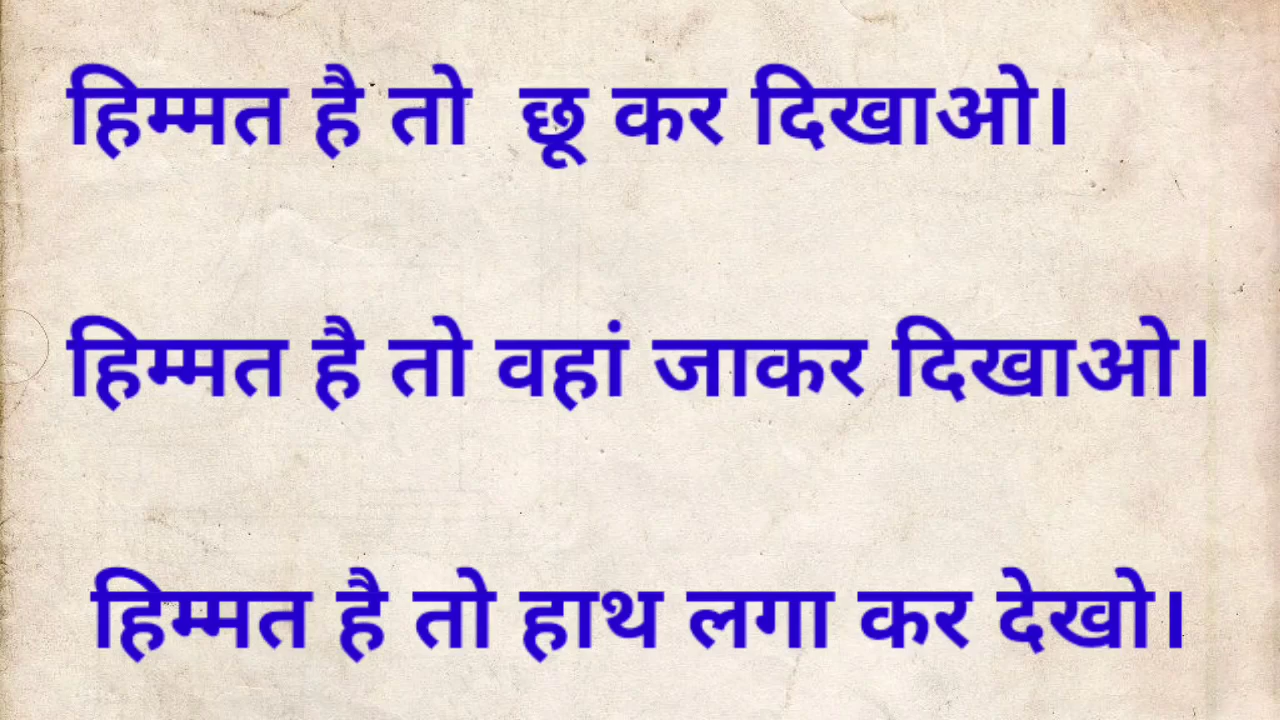 हिम्मत है तो छू कर दिखाओ।
हिम्मत है तो वहां जाकर दिखाओ।
हिम्मत है तो हाथ लगा कर देखो।